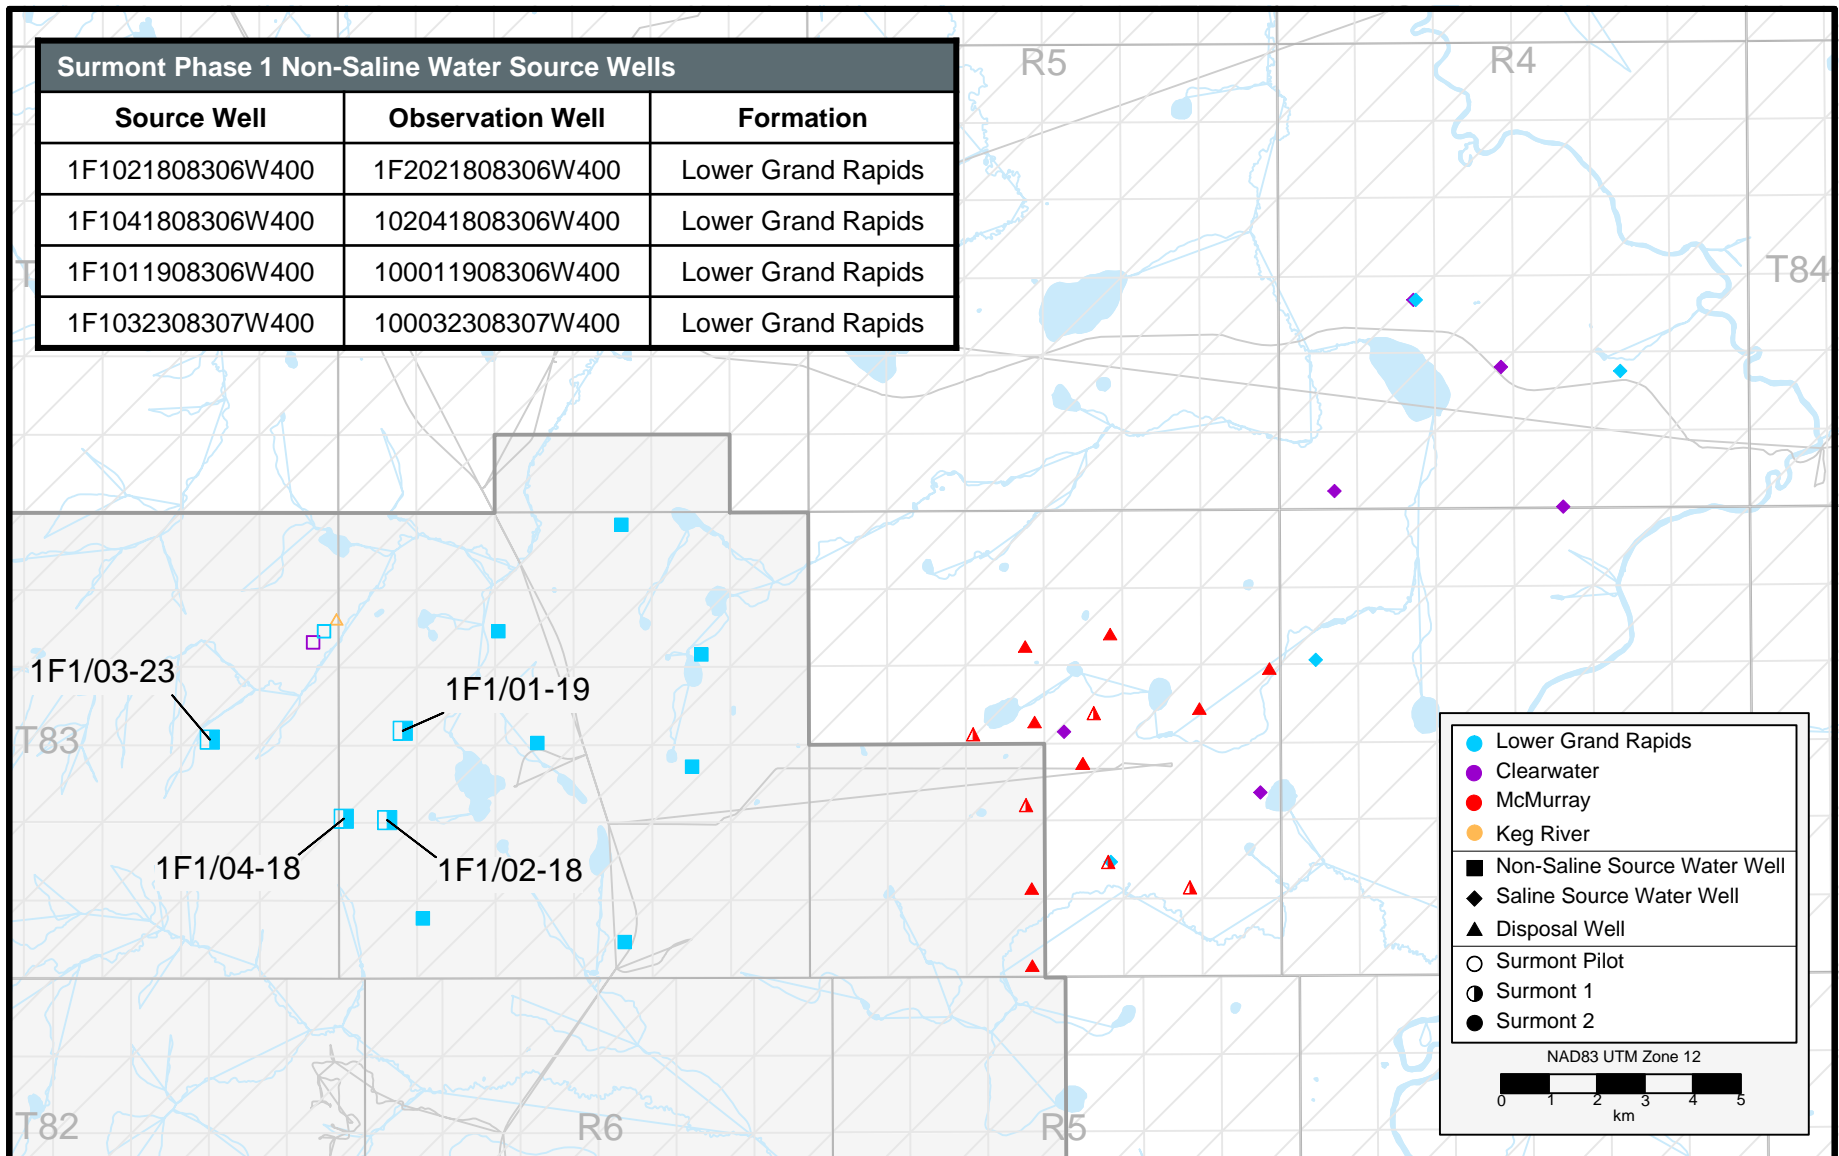 Surmont Phase 1 Non-Saline Water Source Wells
Source Well Observation Well Formation
1F1021808306W400 1F2021808306W400 Lower Grand Rapids
1F1041808306W400 102041808306W400 Lower Grand Rapids
1F1011908306W400 100011908306W400 Lower Grand Rapids
1F1032308307W400 100032308307W400 Lower Grand Rapids
R5
R4
T84
1F1/03-23
1F1/01-19
T83
1F1/04-18
1F1/02-18
T82
R6
R5
Lower Grand Rapids
Clearwater
McMurray
Keg River
Non-Saline Source Water Well
Saline Source Water Well
Disposal Well
Surmont Pilot
Surmont 1
Surmont 2
NAD83 UTM Zone 12
0 1 2 3 4 5
km